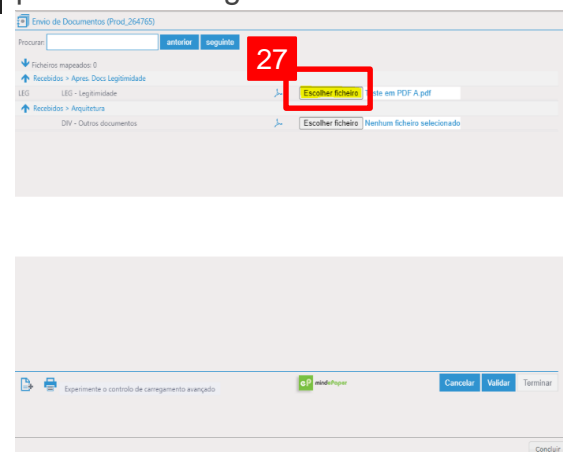 Envio de Documentos (Prod_264765)
Procurar: anterior seguinte
27
Ficheiros mapeados: 0
Recebidos > Apres. Docs Legitimidade
LEG LEG - Legitimidade Escolher ficheiro Teste em PDF A.pdf
Recebidos > Arquitetura
DIV - Outros documentos Escolher ficheiro Nenhum ficheiro selecionado
Experimente o controlo de carregamento avançado eP mindePaper Cancelar Validar Terminar
Concluir